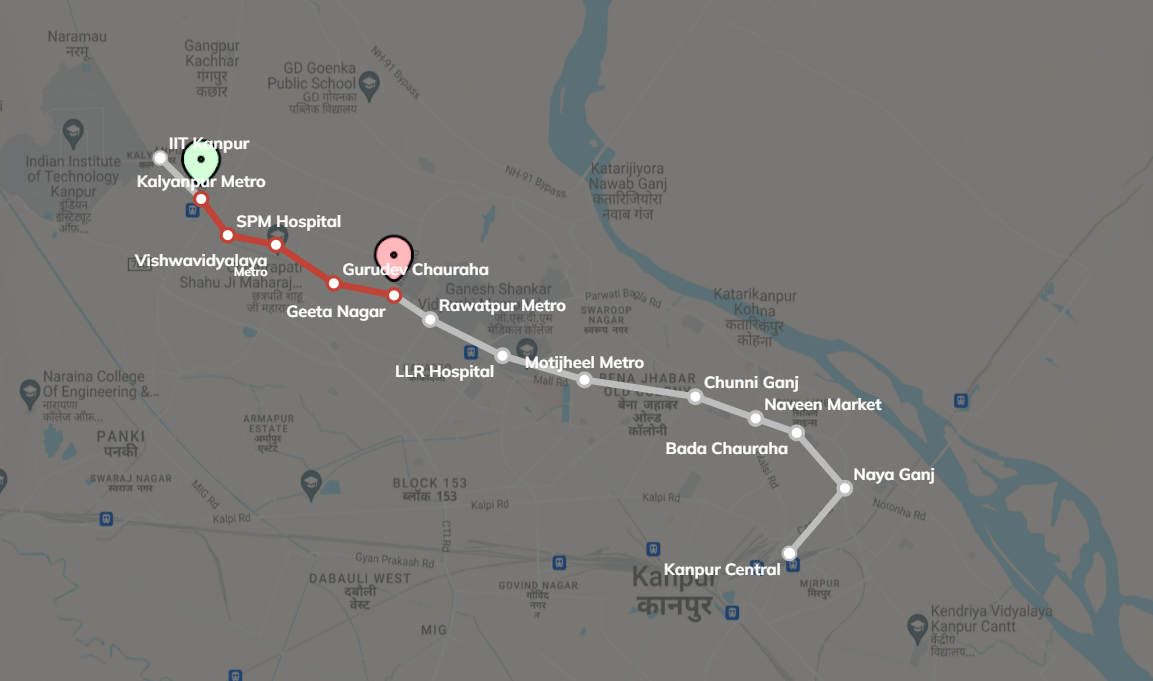 Naramau
नरमू
Gangpur
Kachhar
गंगपुर
कछार
GD Goenka
Public School
GD गोयनका
पब्लिक विद्यालय
NH-91 Bypass
IIT Kanpur
Indian Institute
of Technology
Kanpur
इंडियन
इंस्टिट्यूट
ऑफ़...
Kalyanpur Metro
NH-91 Bypass
Katarijiyora
Nawab Ganj
कतारिजियोरा
नवाब गंज
SPM Hospital
Vishwavidyalaya
Metro
Shahu Ji Maharaj...
छत्रपति शाहू
जी महाराज
Gurudev Chauraha
Geeta Nagar
Ganesh Shankar
जी.एस.वी.एम
मेडिकल कॉलेज
Rawatpur Metro
Parwati Bagla Rd
SWAROOP
NAGAR
स्वरूप नगर
Katarikanpur
Kohna
कतारिकपुर
कोहना
LLR Hospital
Motijheel Metro
Mall Rd
BENA JHABAR
OLD COLONY
बेना जहाबर
ओल्ड
कॉलोनी
Chunni Ganj
Naveen Market
Bada Chauraha
Naraina College
Of Engineering &...
नारायणा
कॉलेज ऑफ़...
ARMAPUR
ESTATE
अर्मापुर
एस्टेट
PANKI
पनकी
SWARAJ NAGAR
स्वराज नगर
MIG Rd
Kalpi Rd
BLOCK 153
ब्लॉक 153
Kalpi Rd
Kalpi Rd
Naya Ganj
CTI Rd
Gyan Prakash Rd
DABAULI WEST
दबौली
वेस्ट
GOVIND NAGAR
गोविंद
नगर
Kanpur Central
Kanpur
कानपुर
MIRPUR
मिरपुर
MIG
Kendriya Vidyalaya
Kanpur Cantt
केंद्रीय
विद्यालय...